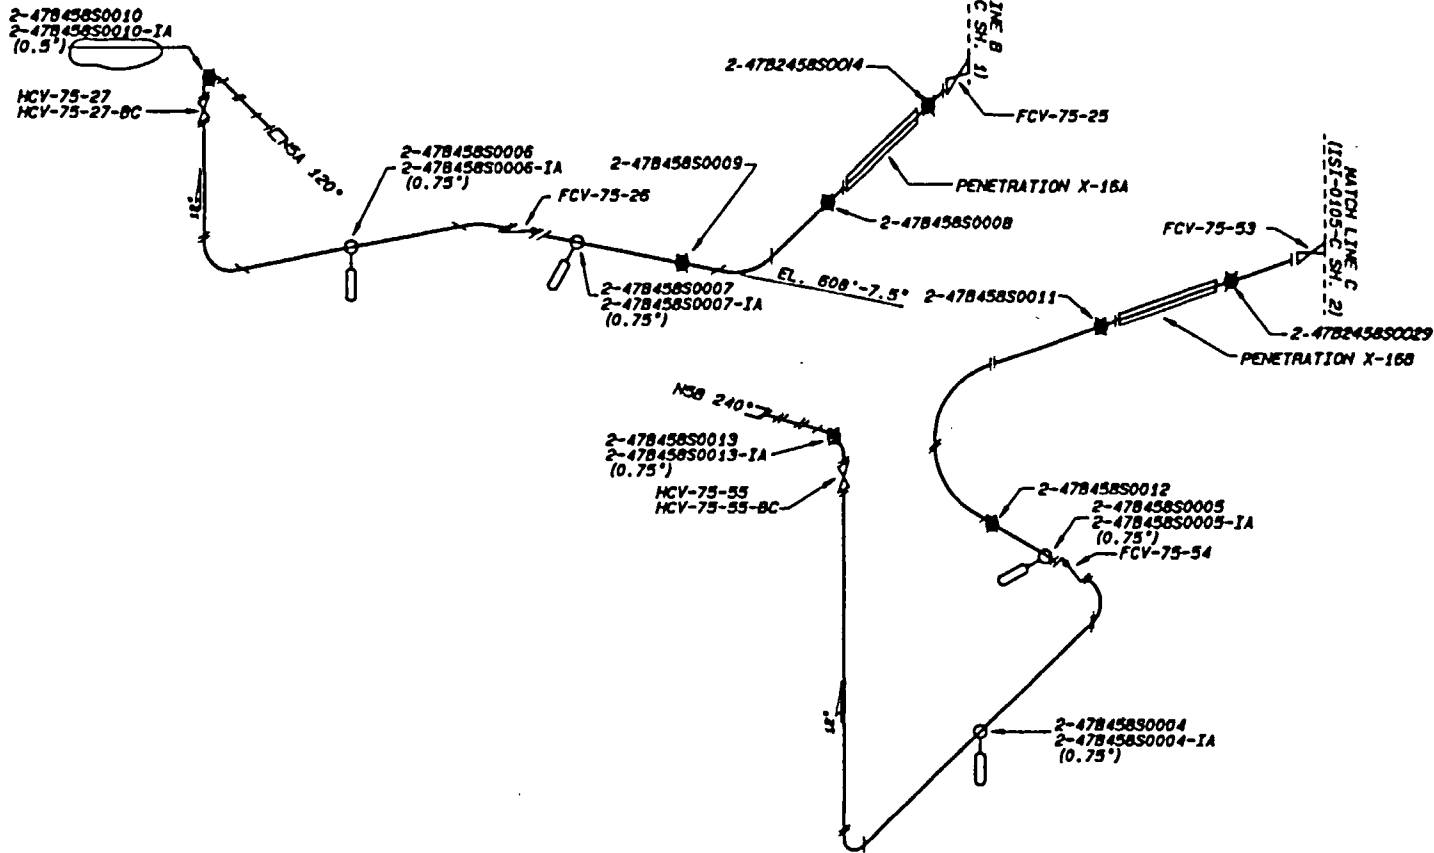 2-47B458S0010
2-47B458S0010-IA
(0.5")
HCV-75-27
HCV-75-27-BC
N5A 120°
12"
2-47B458S0006
2-47B458S0006-IA
(0.75")
FCV-75-26
2-47B458S0009
2-47B458S0007
2-47B458S0007-IA
(0.75")
EL. 608'-7.5"
2-47B2458S0014
INE B
C SH. 1)
FCV-75-25
PENETRATION X-16A
2-47B458S0008
MATCH LINE C
(ISI-0105-C SH. 2)
FCV-75-53
2-47B458S0011
2-47B2458S0029
PENETRATION X-16B
N5B 240°
2-47B458S0013
2-47B458S0013-IA
(0.75")
HCV-75-55
HCV-75-55-BC
12"
2-47B458S0012
2-47B458S0005
2-47B458S0005-IA
(0.75")
FCV-75-54
2-47B458S0004
2-47B458S0004-IA
(0.75")